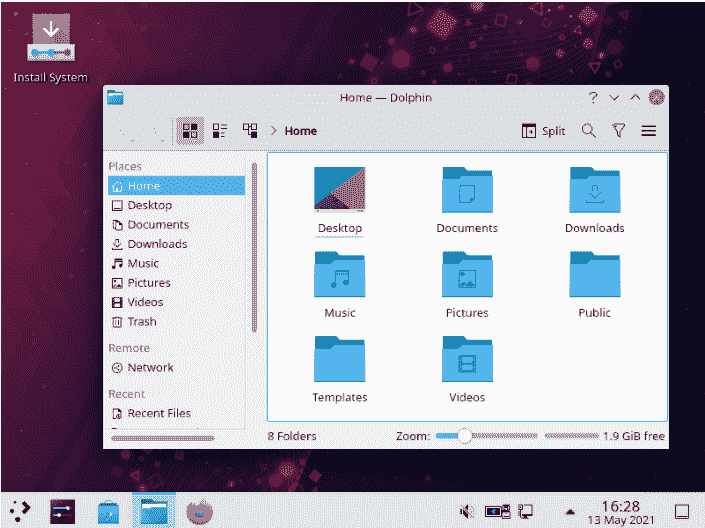 Install System
Home — Dolphin
Home
Split
Places
Home
Desktop
Documents
Downloads
Music
Pictures
Videos
Trash
Remote
Network
Recent
Recent Files
Desktop
Documents
Downloads
Music
Pictures
Public
Templates
Videos
8 Folders
Zoom:
1.9 GiB free
16:28
13 May 2021